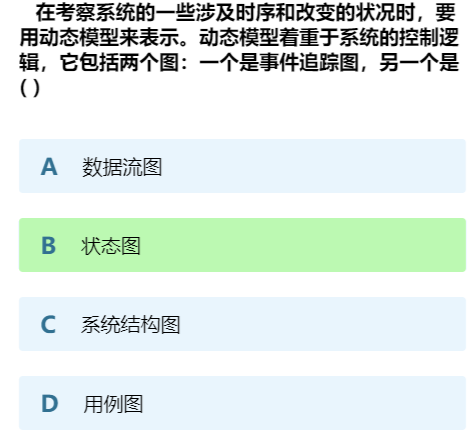 在考察系统的一些涉及时序和改变的状况时，要
用动态模型来表示。动态模型着重于系统的控制逻
辑，它包括两个图：一个是事件追踪图，另一个是
( )
A 数据流图
B 状态图
C 系统结构图
D 用例图